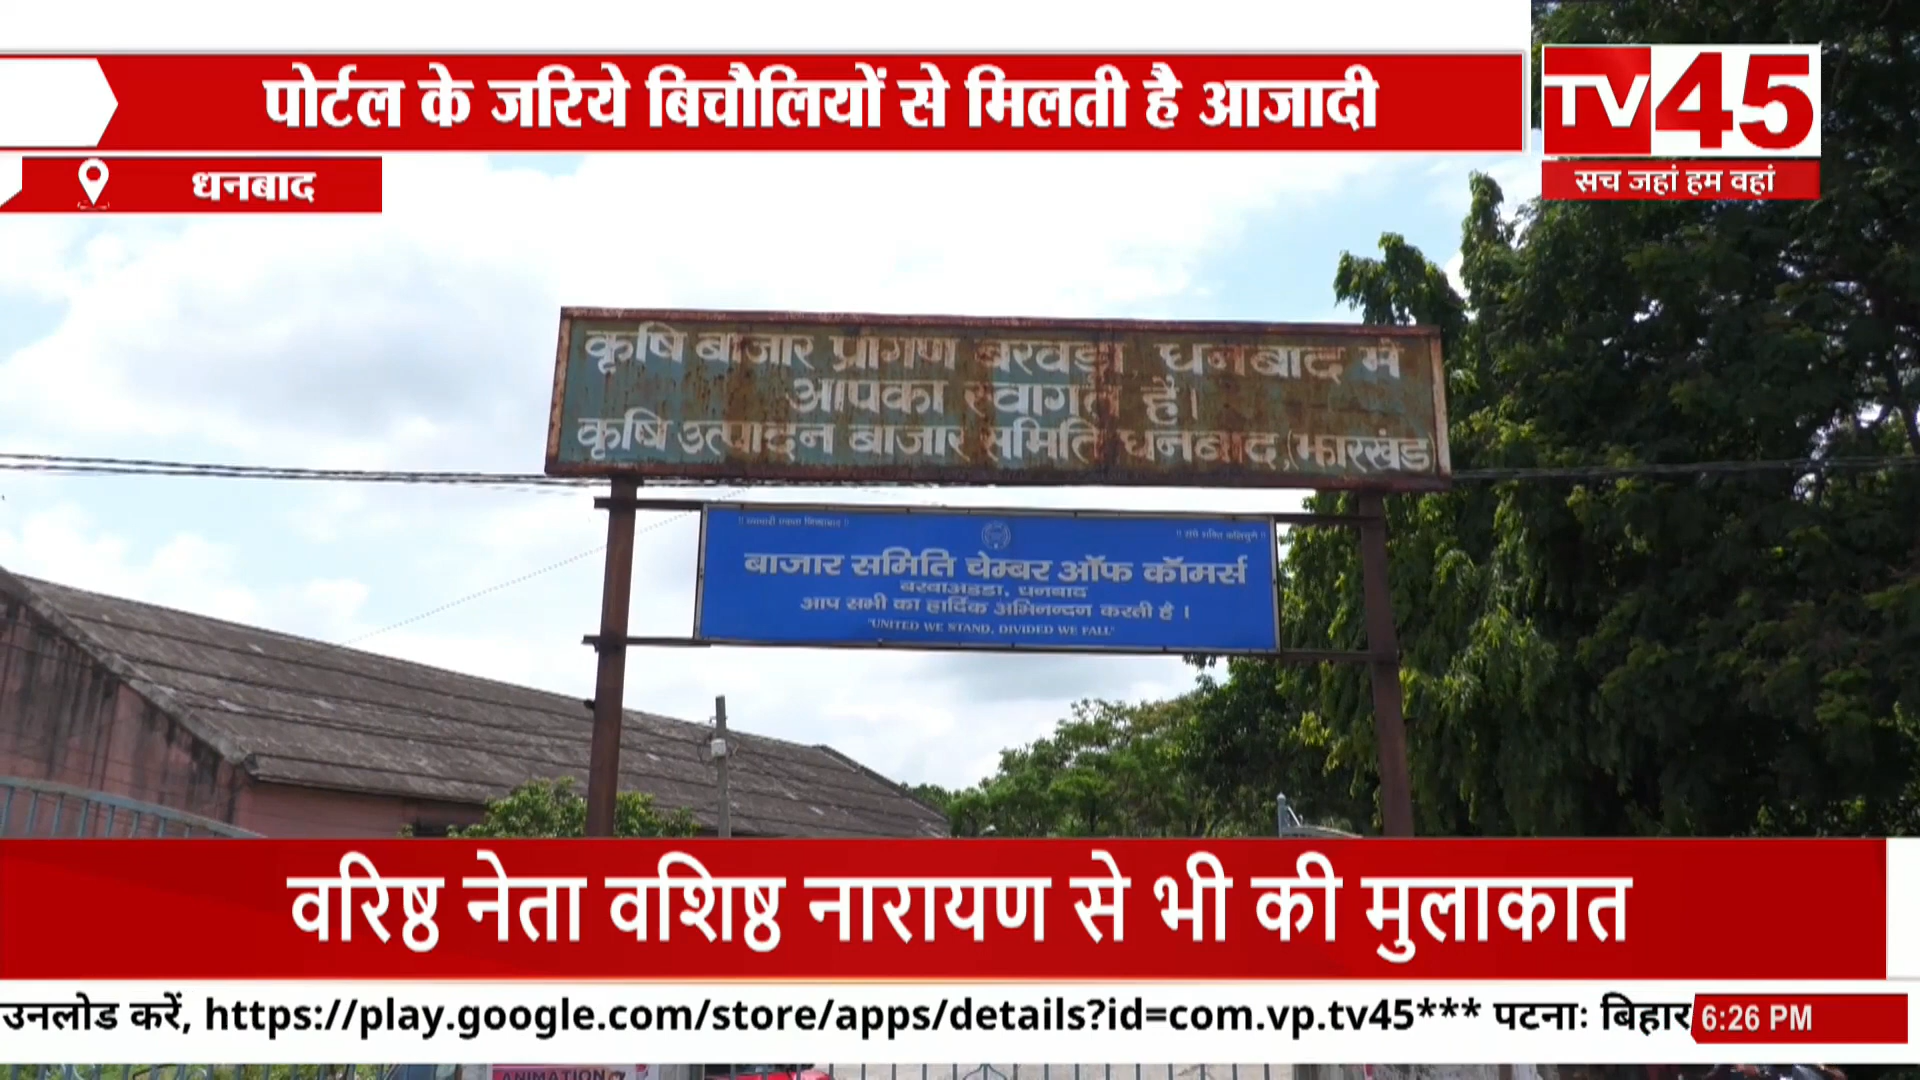 पोर्टल के जरिये बिचौलियों से मिलती है आजादी
TV45
सच जहां हम वहां
धनबाद
कृषि बाजार प्रांगण बरवड्डा धनबाद में
आपका स्वागत है।
कृषि उत्पादन बाजार समिति धनबाद,(झारखंड)
बाजार समिति चेम्बर ऑफ कॉमर्स
बरवाअड्डा, धनबाद
आप सभी का हार्दिक अभिनन्दन करती है ।
"UNITED WE STAND, DIVIDED WE FALL"
वरिष्ठ नेता वशिष्ठ नारायण से भी की मुलाकात
उनलोड करें, https://play.google.com/store/apps/details?id=com.vp.tv45*** पटनाः बिहार
6:26 PM
ANIMATION